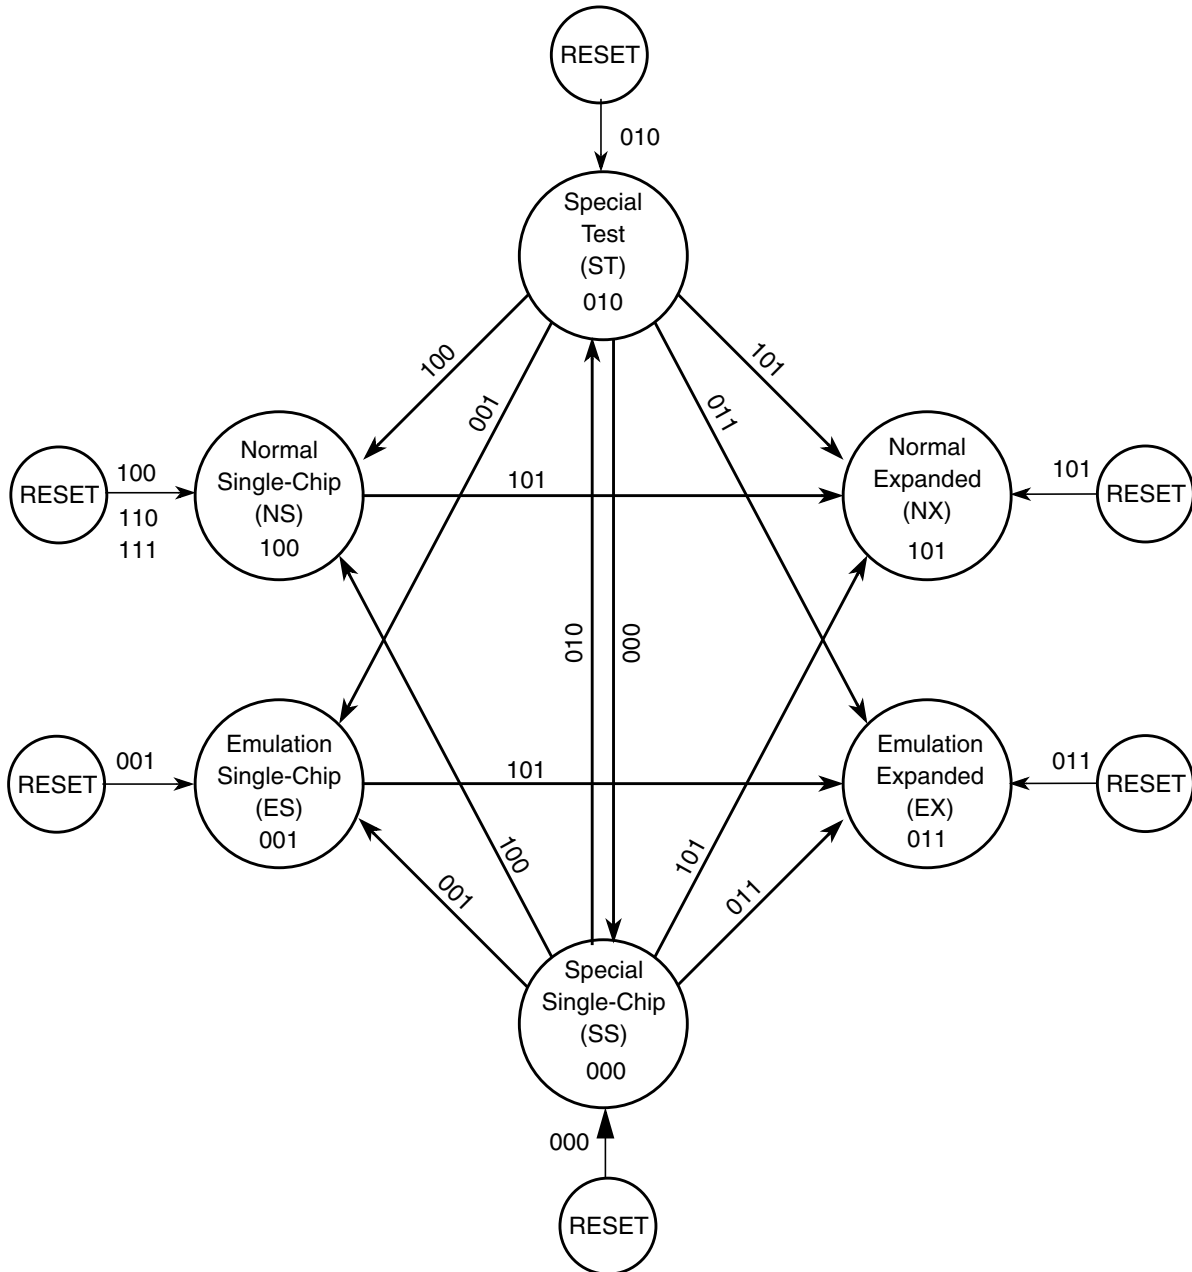 RESET
010
Special
Test
(ST)
010
100
101
001
011
Normal
Single-Chip
(NS)
100
Normal
Expanded
(NX)
101
RESET
100
110
111
101
101
RESET
010
000
Emulation
Single-Chip
(ES)
001
Emulation
Expanded
(EX)
011
RESET
001
101
011
RESET
100
101
001
011
Special
Single-Chip
(SS)
000
000
RESET